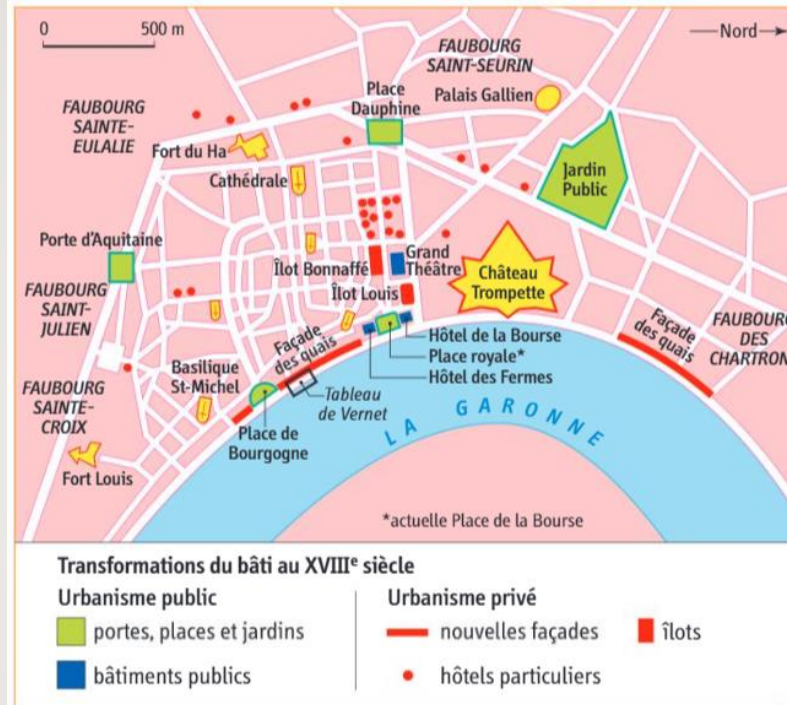 0 500 m
Nord
FAUBOURG
SAINT-SEURIN
Palais Gallien
Place
Dauphine
FAUBOURG
SAINTE-
EULALIE
Fort du Ha
Cathédrale
Jardin
Public
Porte d'Aquitaine
Îlot Bonnaffé
Grand
Théâtre
Château
Trompette
Îlot Louis
FAUBOURG
SAINT-
JULIEN
Façade
des quais
Hôtel de la Bourse
Place royale*
Hôtel des Fermes
Façade
des quais
FAUBOURG
DES
CHARTRON
Basilique
St-Michel
Tableau
de Vernet
FAUBOURG
SAINTE-
CROIX
Place de
Bourgogne
LA GARONNE
Fort Louis
*actuelle Place de la Bourse
Transformations du bâti au XVIIIe siècle
Urbanisme public
portes, places et jardins
bâtiments publics
Urbanisme privé
nouvelles façades
îlots
hôtels particuliers